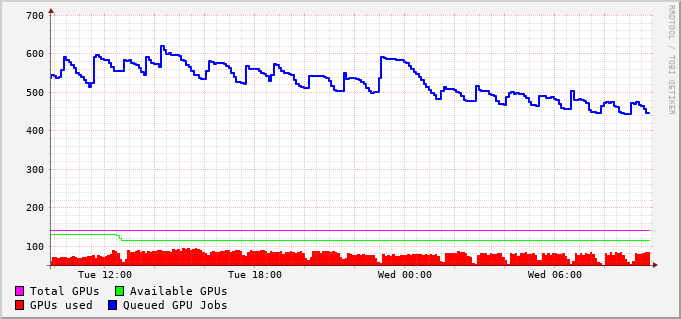 700
600
500
400
300
200
100
Tue 12:00 Tue 18:00 Wed 00:00 Wed 06:00
Total GPUs Available GPUs
GPUs used Queued GPU Jobs
RRDTOOL / TOBI OETIKER